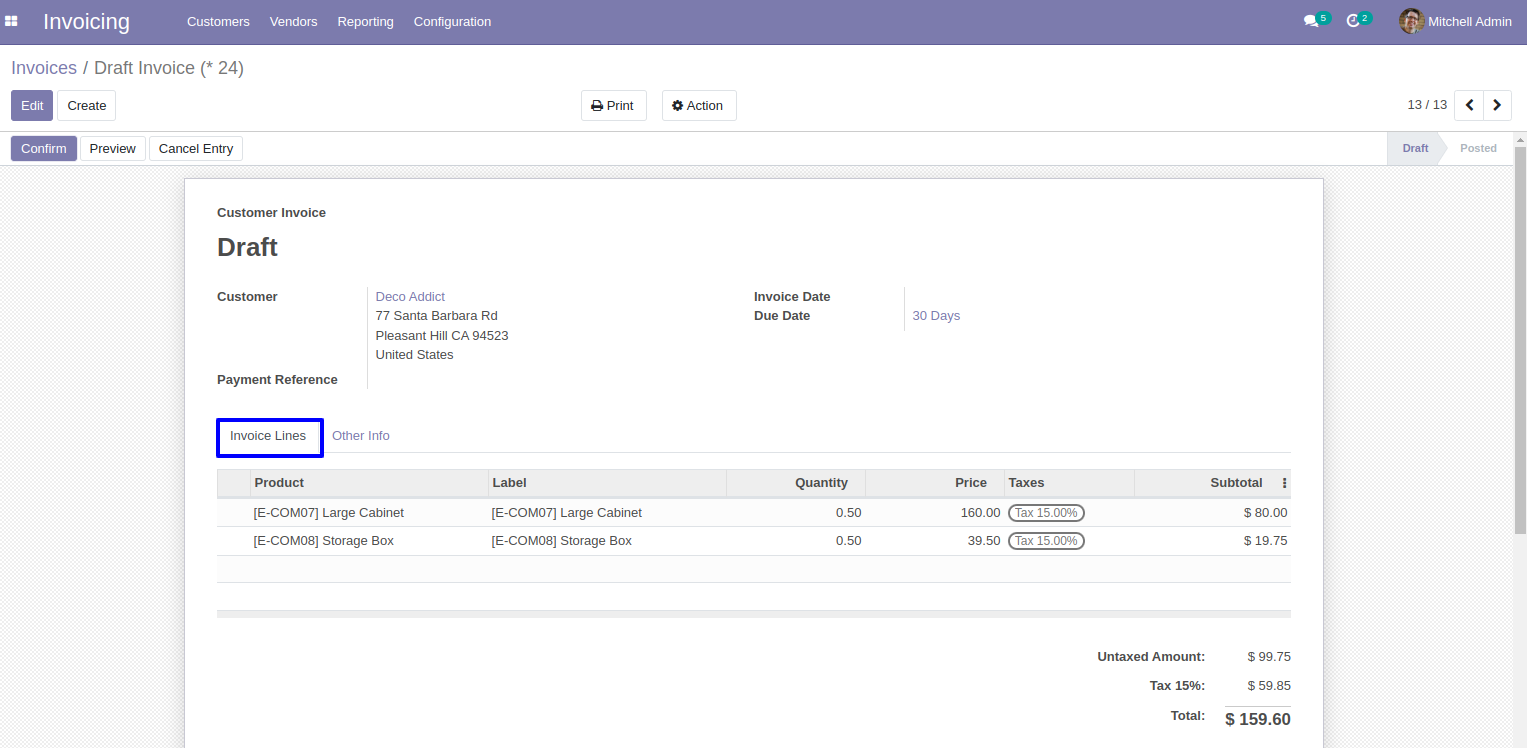 Invoicing Customers Vendors Reporting Configuration 5 2 Mitchell Admin
Invoices / Draft Invoice (* 24)
Edit Create Print Action 13 / 13
Confirm Preview Cancel Entry Draft Posted
Customer Invoice
Draft
Customer Deco Addict Invoice Date
77 Santa Barbara Rd Due Date 30 Days
Pleasant Hill CA 94523
United States
Payment Reference
Invoice Lines Other Info
Product Label Quantity Price Taxes Subtotal
[E-COM07] Large Cabinet [E-COM07] Large Cabinet 0.50 160.00 Tax 15.00% $ 80.00
[E-COM08] Storage Box [E-COM08] Storage Box 0.50 39.50 Tax 15.00% $ 19.75
Untaxed Amount: $ 99.75
Tax 15%: $ 59.85
Total: $ 159.60